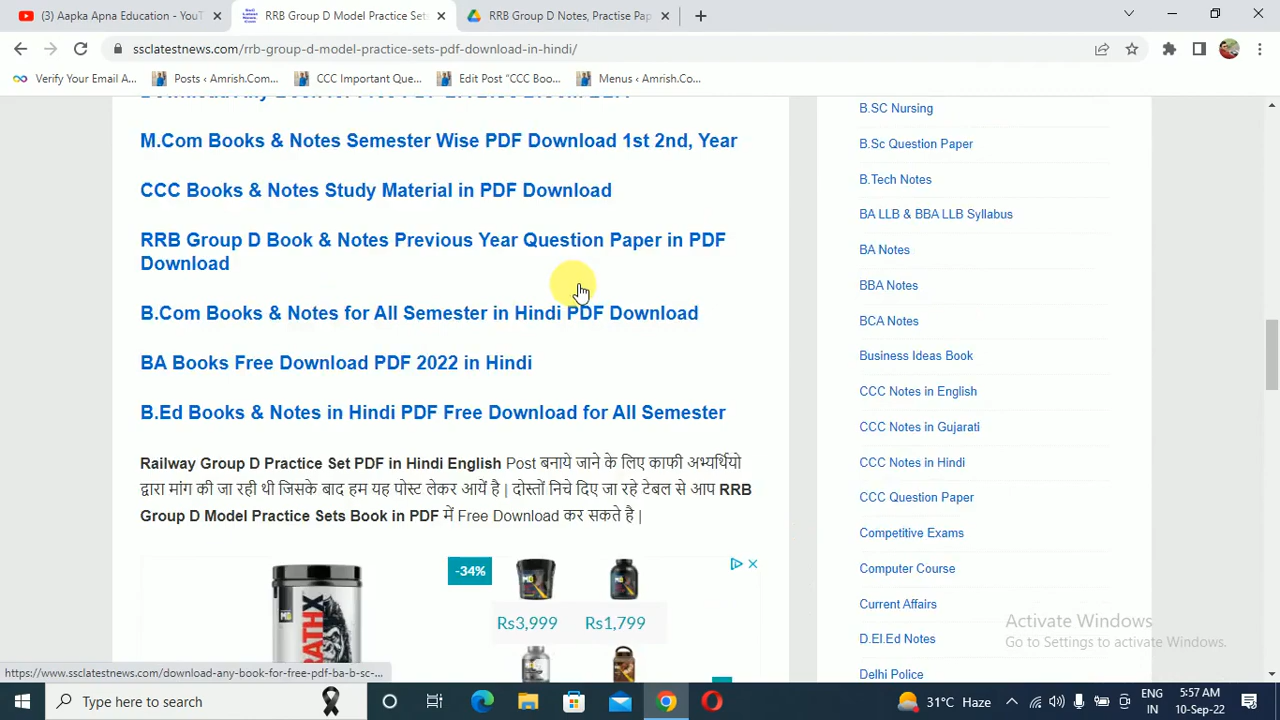 (3) Aapka Apna Education - YouT
RRB Group D Model Practice Sets
RRB Group D Notes, Practise Pap
ssclatestnews.com/rrb-group-d-model-practice-sets-pdf-download-in-hindi/
Verify Your Email A...
Posts ‹ Amrish.Com...
CCC Important Que...
Edit Post "CCC Boo...
Menus ‹ Amrish.Co...
M.Com Books & Notes Semester Wise PDF Download 1st 2nd, Year
CCC Books & Notes Study Material in PDF Download
RRB Group D Book & Notes Previous Year Question Paper in PDF
Download
B.Com Books & Notes for All Semester in Hindi PDF Download
BA Books Free Download PDF 2022 in Hindi
B.Ed Books & Notes in Hindi PDF Free Download for All Semester
Railway Group D Practice Set PDF in Hindi English Post बनाये जाने के लिए काफी अभ्यर्थियो
द्वारा मांग की जा रही थी जिसके बाद हम यह पोस्ट लेकर आयें है | दोस्तों निचे दिए जा रहे टेबल से आप RRB
Group D Model Practice Sets Book in PDF में Free Download कर सकते है |
-34%
MB
Rs3,999
Rs1,799
B.SC Nursing
B.Sc Question Paper
B.Tech Notes
BA LLB & BBA LLB Syllabus
BA Notes
BBA Notes
BCA Notes
Business Ideas Book
CCC Notes in English
CCC Notes in Gujarati
CCC Notes in Hindi
CCC Question Paper
Competitive Exams
Computer Course
Current Affairs
D.El.Ed Notes
Delhi Police
Activate Windows
Go to Settings to activate Windows.
https://www.ssclatestnews.com/download-any-book-for-free-pdf-ba-b-sc-...
Type here to search
31°C Haze
ENG
IN
5:57 AM
10-Sep-22